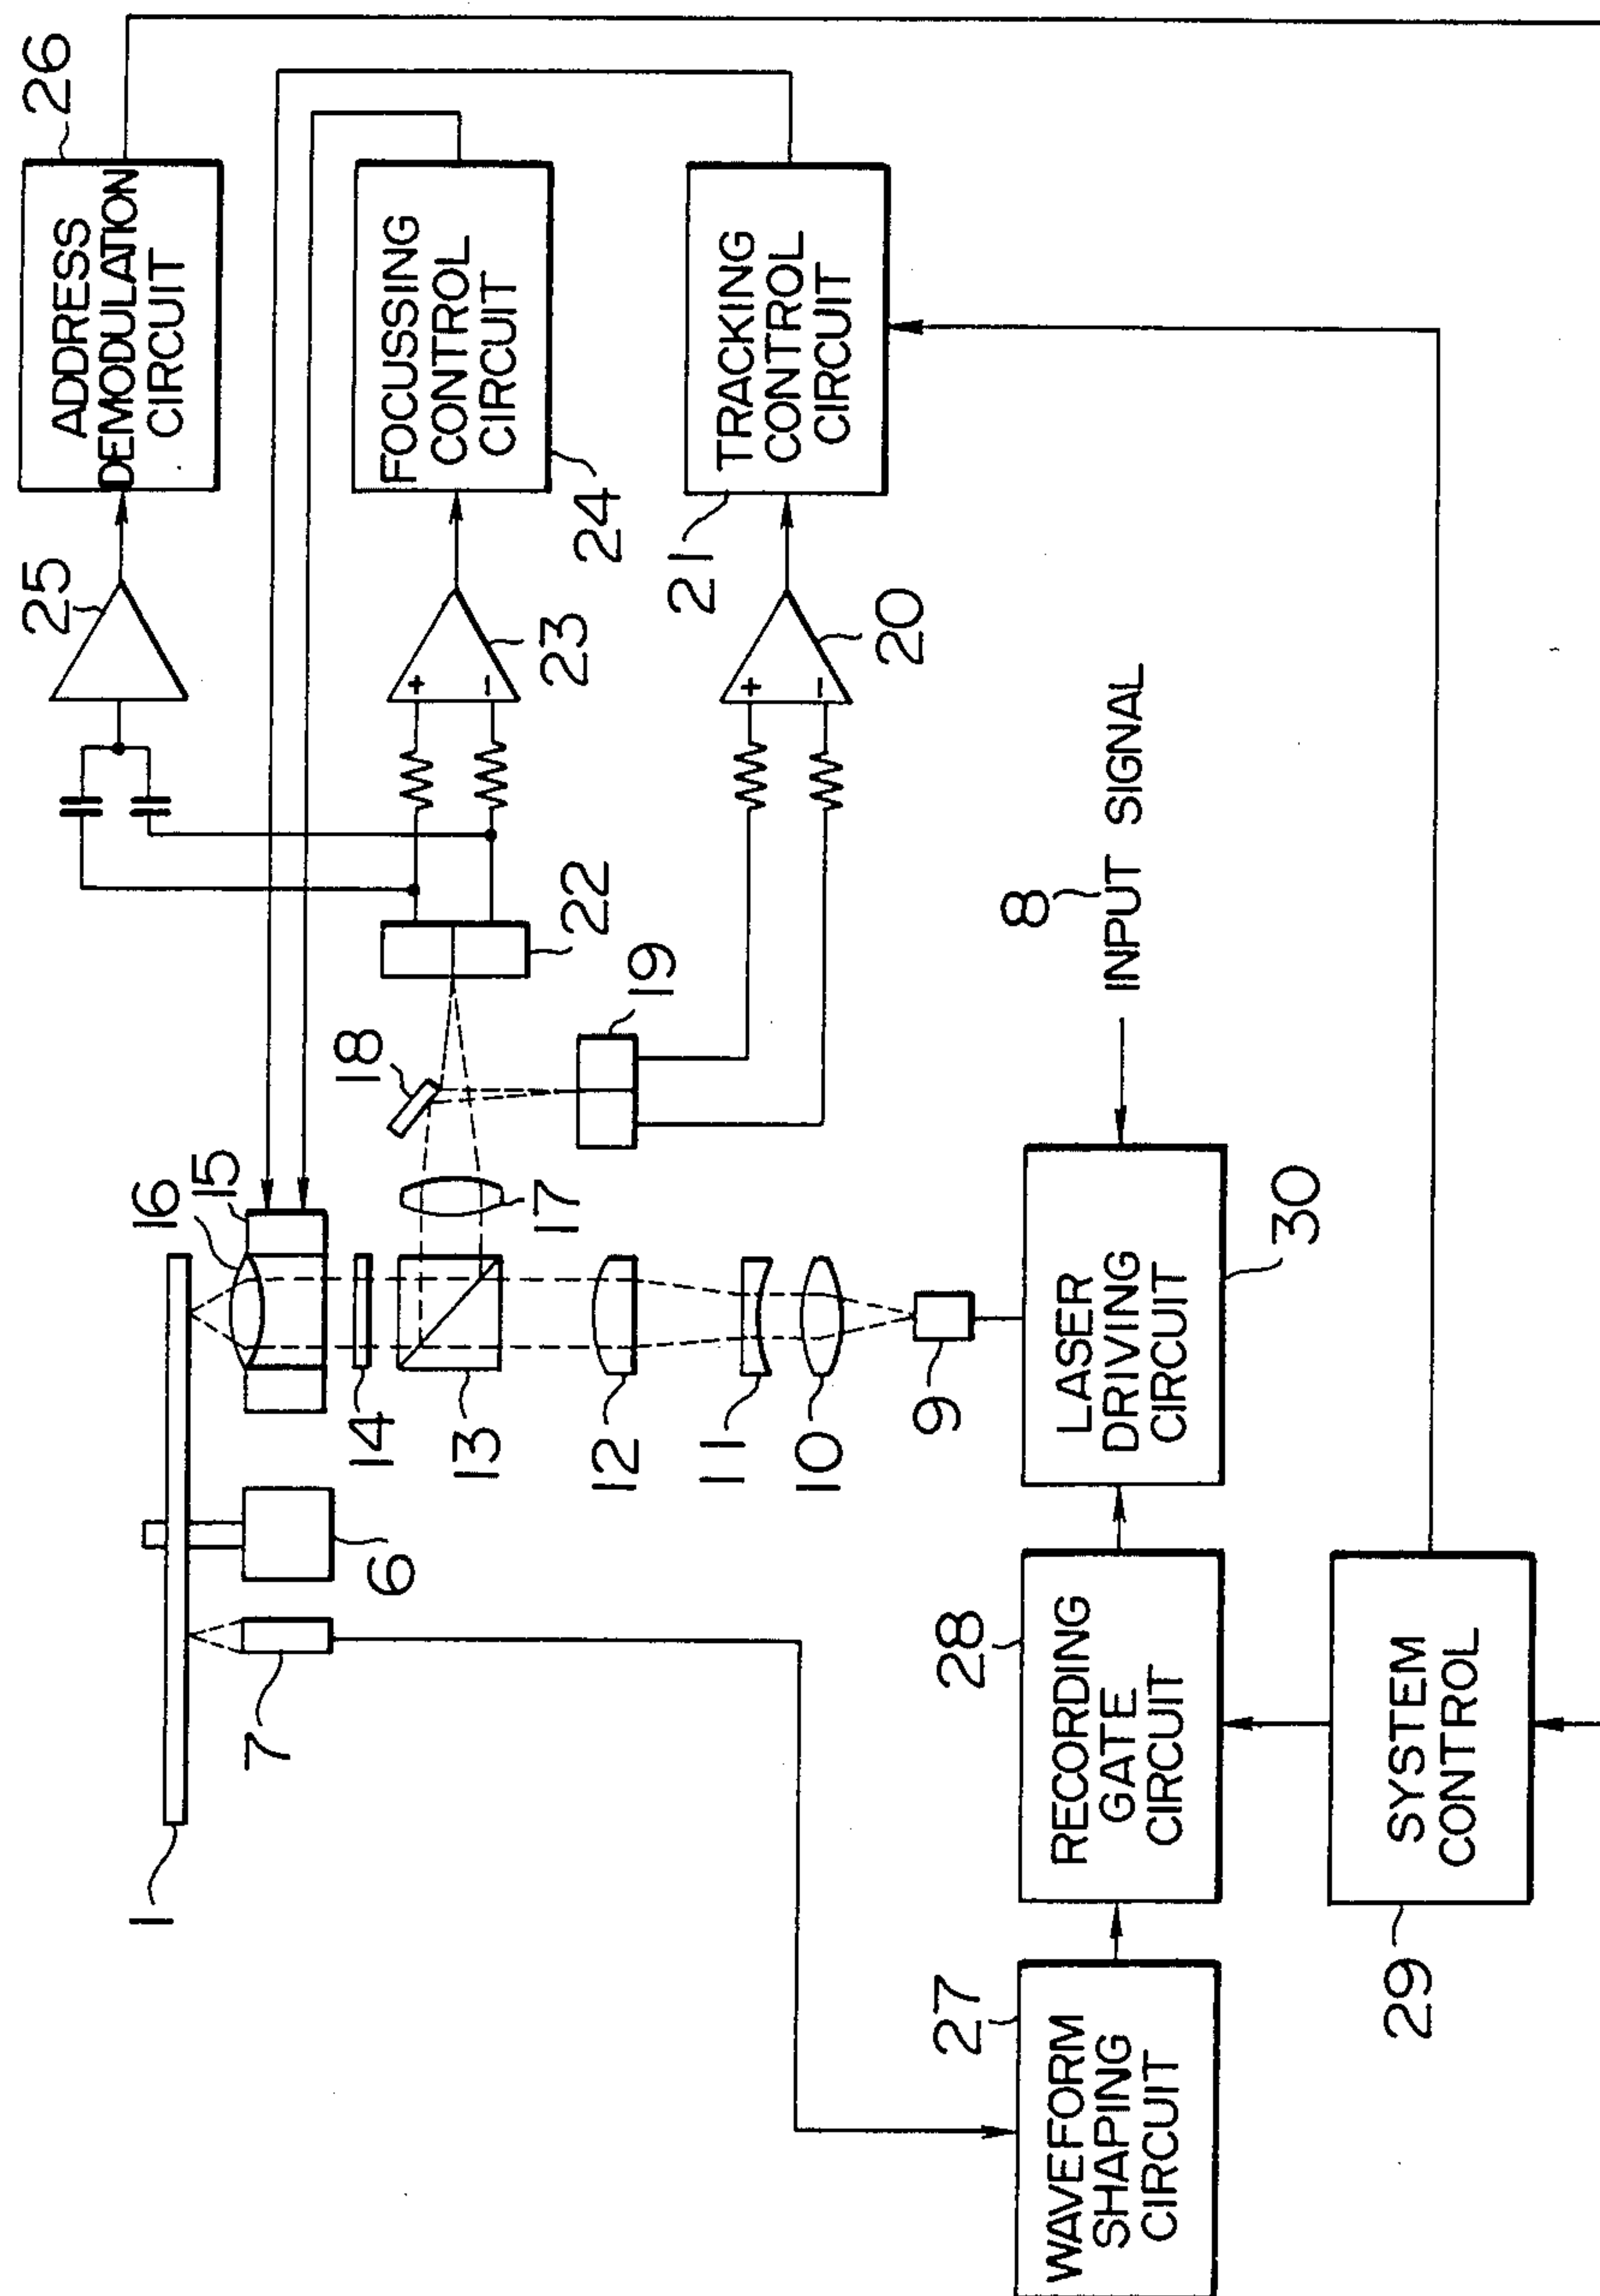 26
ADDRESS
DEMODULATION
CIRCUIT
25
FOCUSSING
CONTROL
CIRCUIT
24
23
+
-
TRACKING
CONTROL
CIRCUIT
21
20
+
-
22
19
18
17
16
15
14
13
12
11
10
9
8
INPUT SIGNAL
LASER
DRIVING
CIRCUIT
30
1
6
7
28
RECORDING
GATE
CIRCUIT
27
WAVEFORM
SHAPING
CIRCUIT
SYSTEM
CONTROL
29